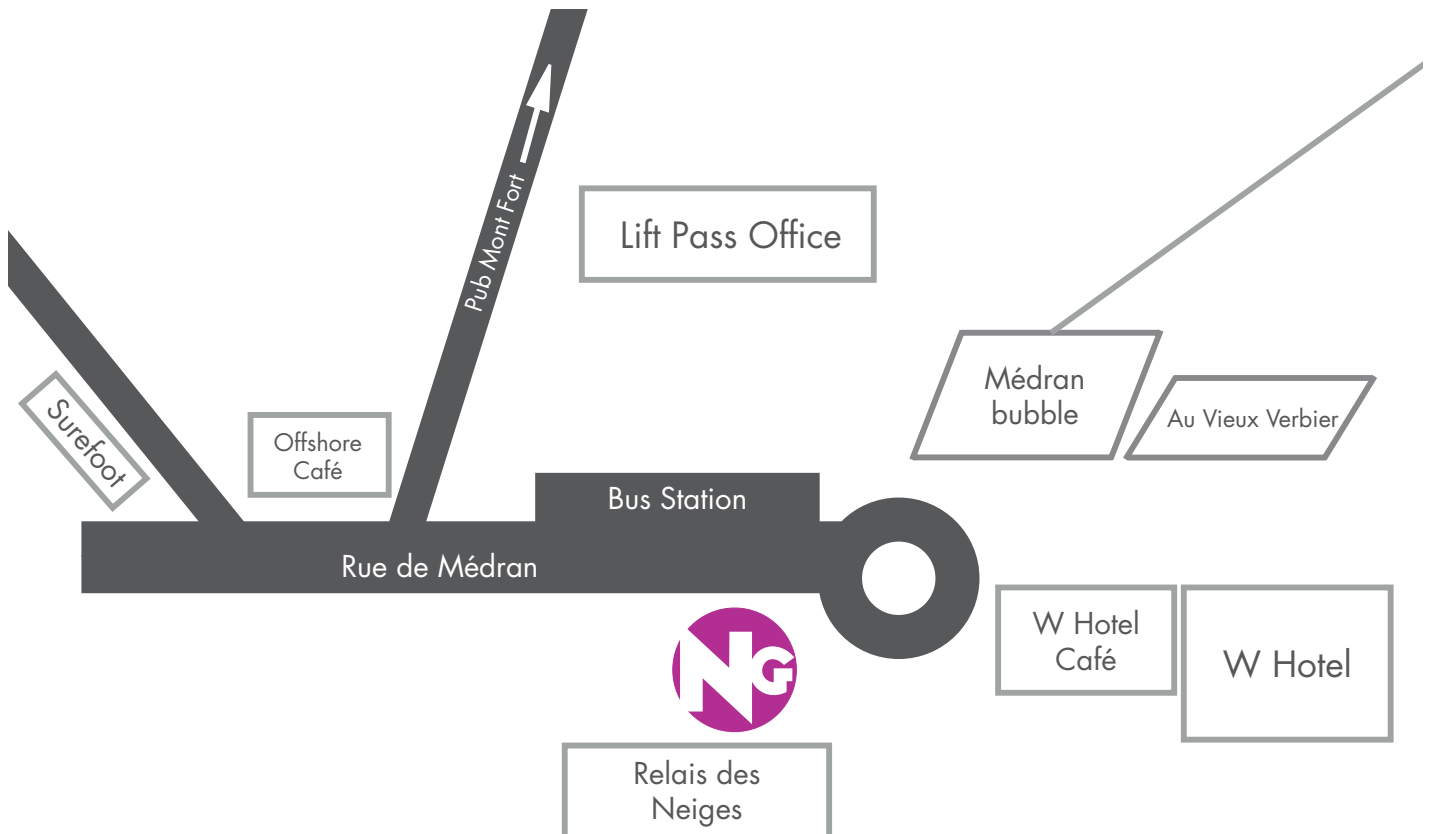 Pub Mont Fort
Lift Pass Office
Médran
bubble
Au Vieux Verbier
Surefoot
Offshore
Café
Bus Station
Rue de Médran
NG
W Hotel
Café
W Hotel
Relais des
Neiges